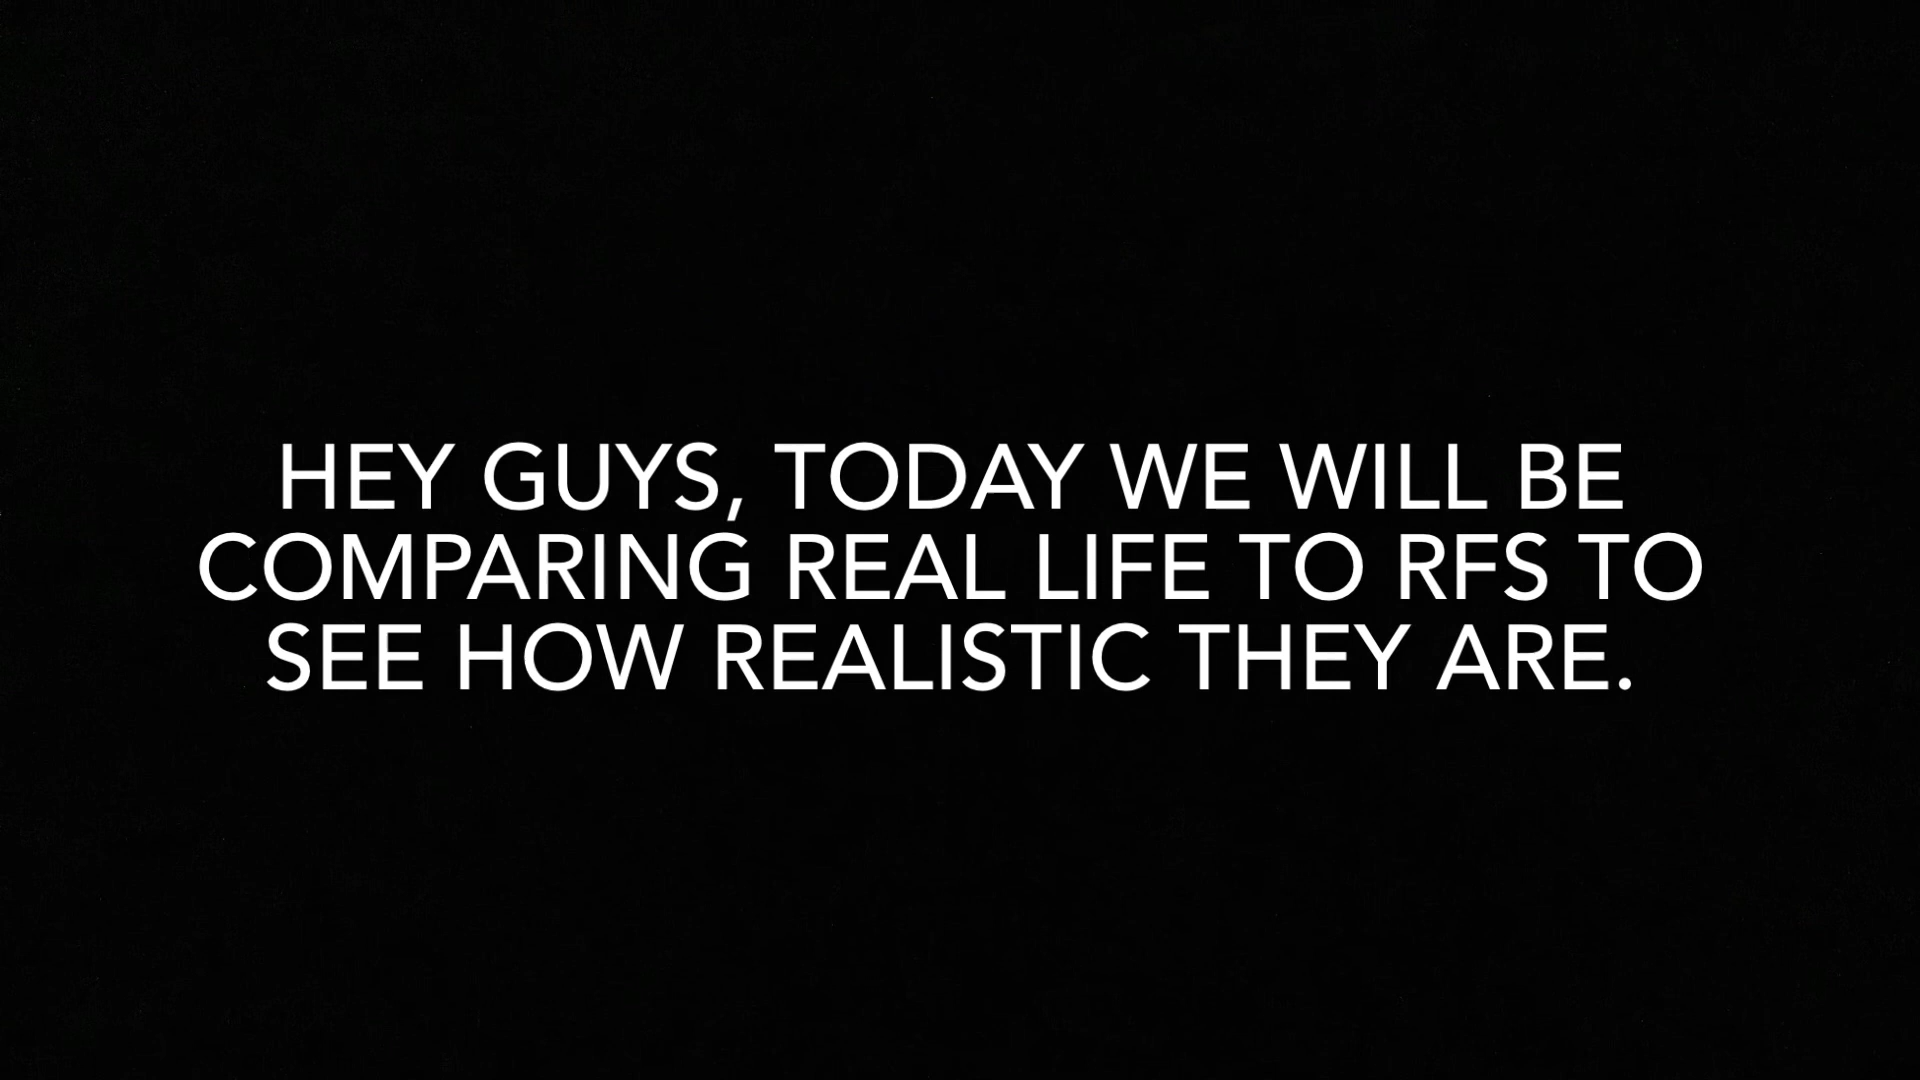 HEY GUYS, TODAY WE WILL BE
COMPARING REAL LIFE TO RFS TO
SEE HOW REALISTIC THEY ARE.